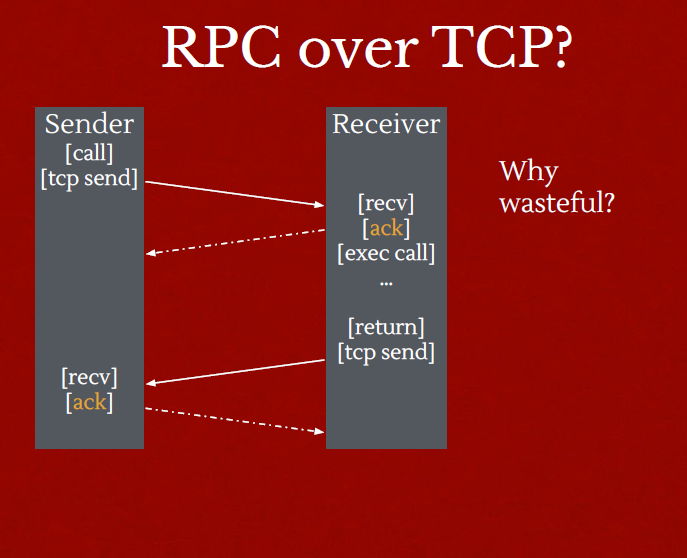 RPC over TCP?
Sender
[call]
[tcp send]
[recv]
[ack]
Receiver
[recv]
[ack]
[exec call]
...
[return]
[tcp send]
Why
wasteful?